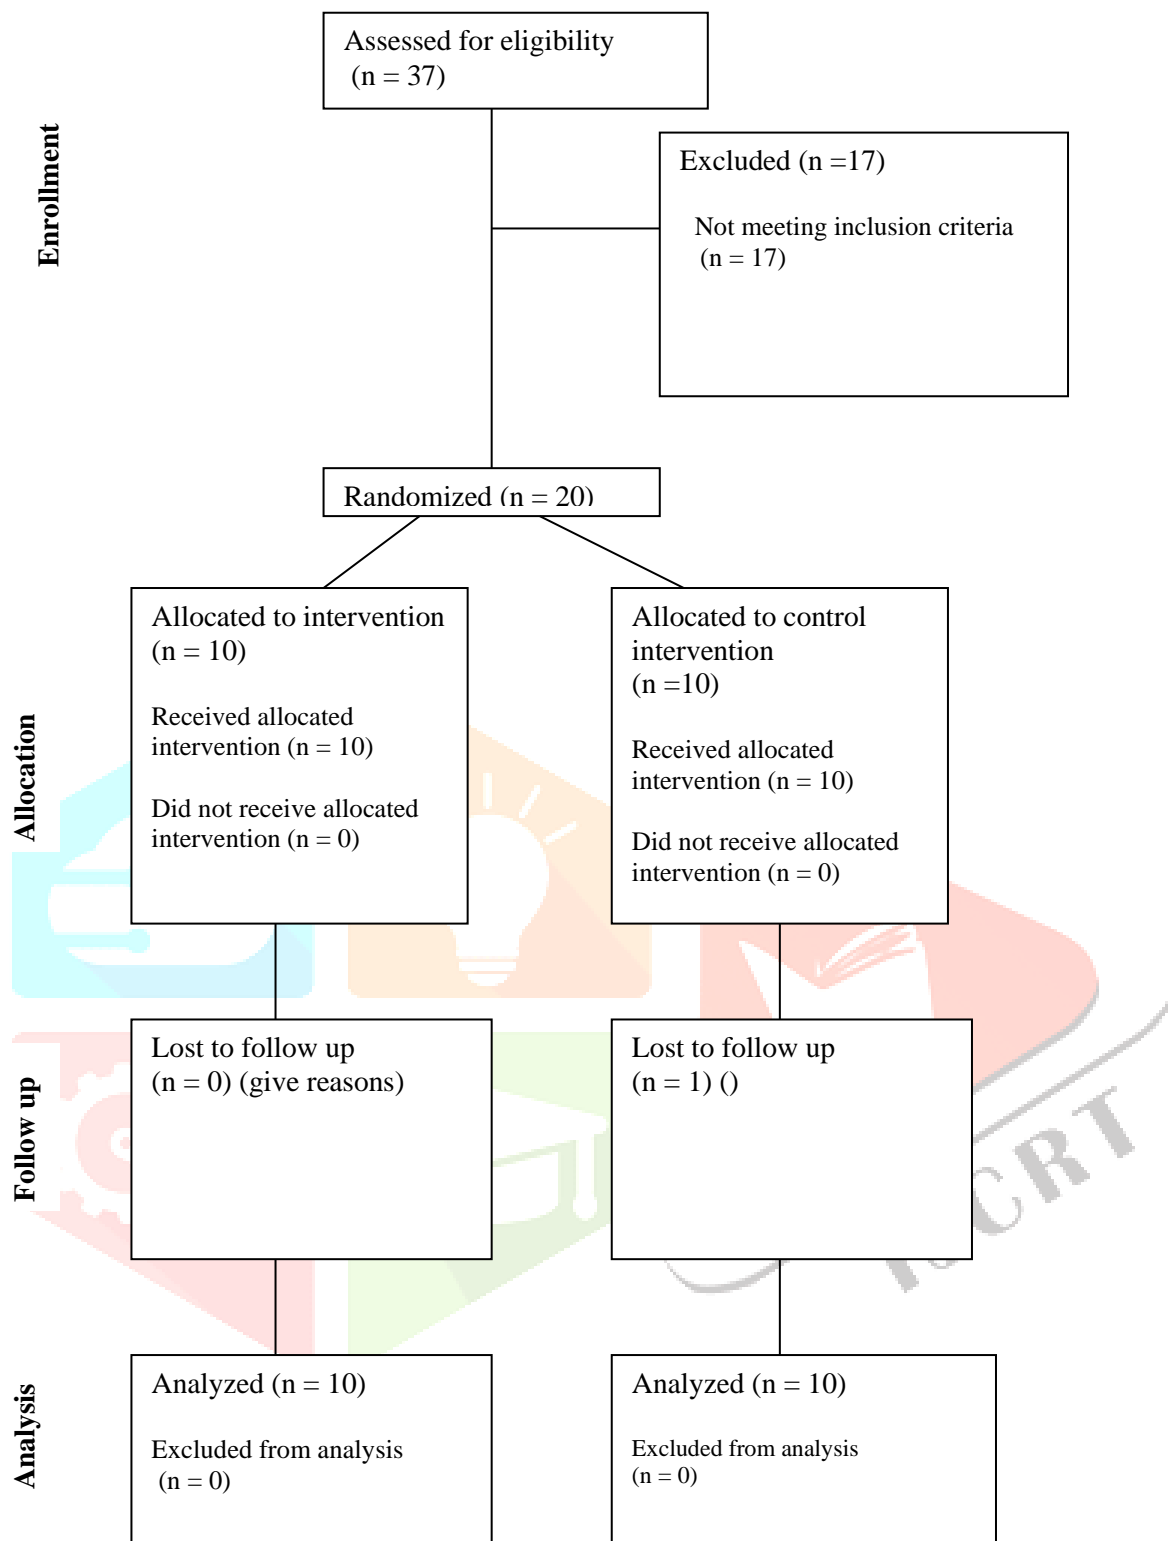 Assessed for eligibility
(n = 37)
Enrollment
Excluded (n =17)
Not meeting inclusion criteria
(n = 17)
Randomized (n = 20)
Allocation
Allocated to intervention
(n = 10)
Received allocated
intervention (n = 10)
Did not receive allocated
intervention (n = 0)
Allocated to control
intervention
(n =10)
Received allocated
intervention (n = 10)
Did not receive allocated
intervention (n = 0)
Follow up
Lost to follow up
(n = 0) (give reasons)
Lost to follow up
(n = 1) ()
IJCRT
Analysis
Analyzed (n = 10)
Excluded from analysis
(n = 0)
Analyzed (n = 10)
Excluded from analysis
(n = 0)